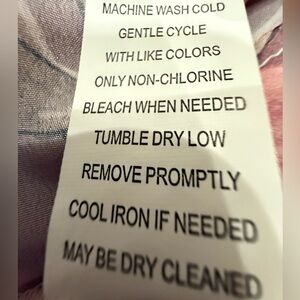 MACHINE WASH COLD
GENTLE CYCLE
WITH LIKE COLORS
ONLY NON-CHLORINE
BLEACH WHEN NEEDED
TUMBLE DRY LOW
REMOVE PROMPTLY
COOL IRON IF NEEDED
MAY BE DRY CLEANED